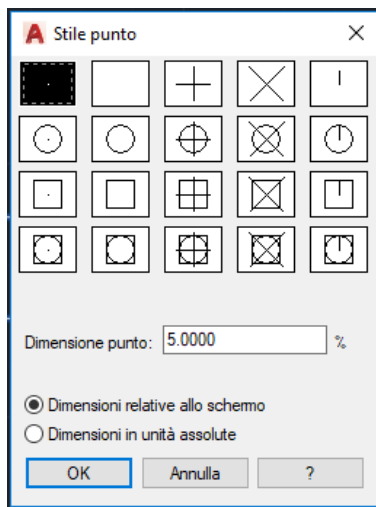 Stile punto
Dimensione punto: 5.0000 %
Dimensioni relative allo schermo
Dimensioni in unità assolute
OK Annulla ?